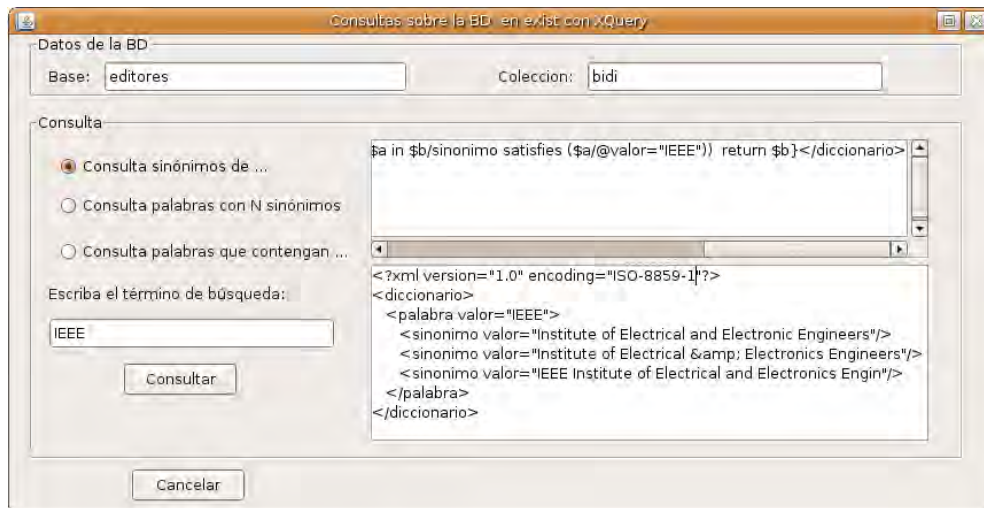 Consultas sobre la BD en exist con XQuery
Datos de la BD
Base: editores Coleccion: bidi
Consulta
Consulta sinónimos de ...
Consulta palabras con N sinónimos
Consulta palabras que contengan ...
Escriba el término de búsqueda:
IEEE
Consultar
$a in $b/sinonimo satisfies ($a/@valor="IEEE")) return $b}</diccionario>
<?xml version="1.0" encoding="ISO-8859-1"?>
<diccionario>
<palabra valor="IEEE">
<sinonimo valor="Institute of Electrical and Electronic Engineers"/>
<sinonimo valor="Institute of Electrical &amp; Electronics Engineers"/>
<sinonimo valor="IEEE Institute of Electrical and Electronics Engin"/>
</palabra>
</diccionario>
Cancelar